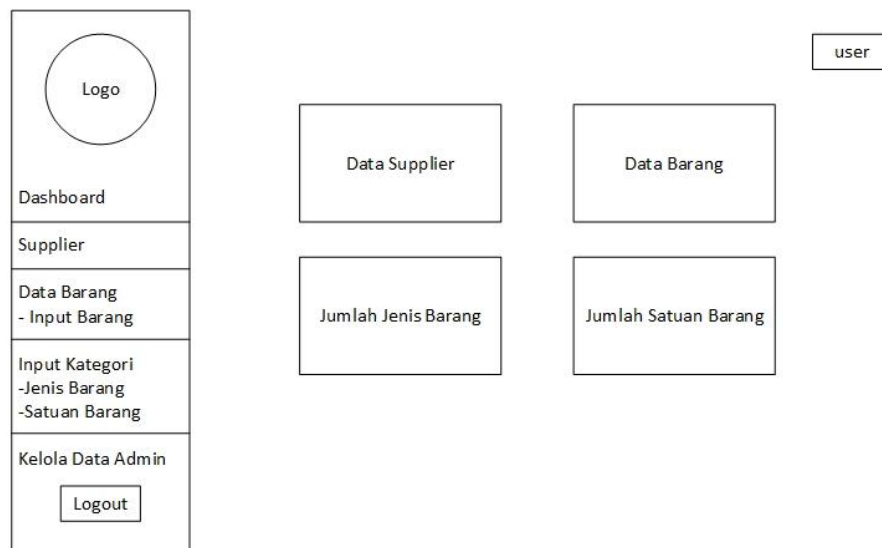 Logo
Dashboard
Supplier
Data Barang
- Input Barang
Input Kategori
-Jenis Barang
-Satuan Barang
Kelola Data Admin
Logout
user
Data Supplier
Data Barang
Jumlah Jenis Barang
Jumlah Satuan Barang